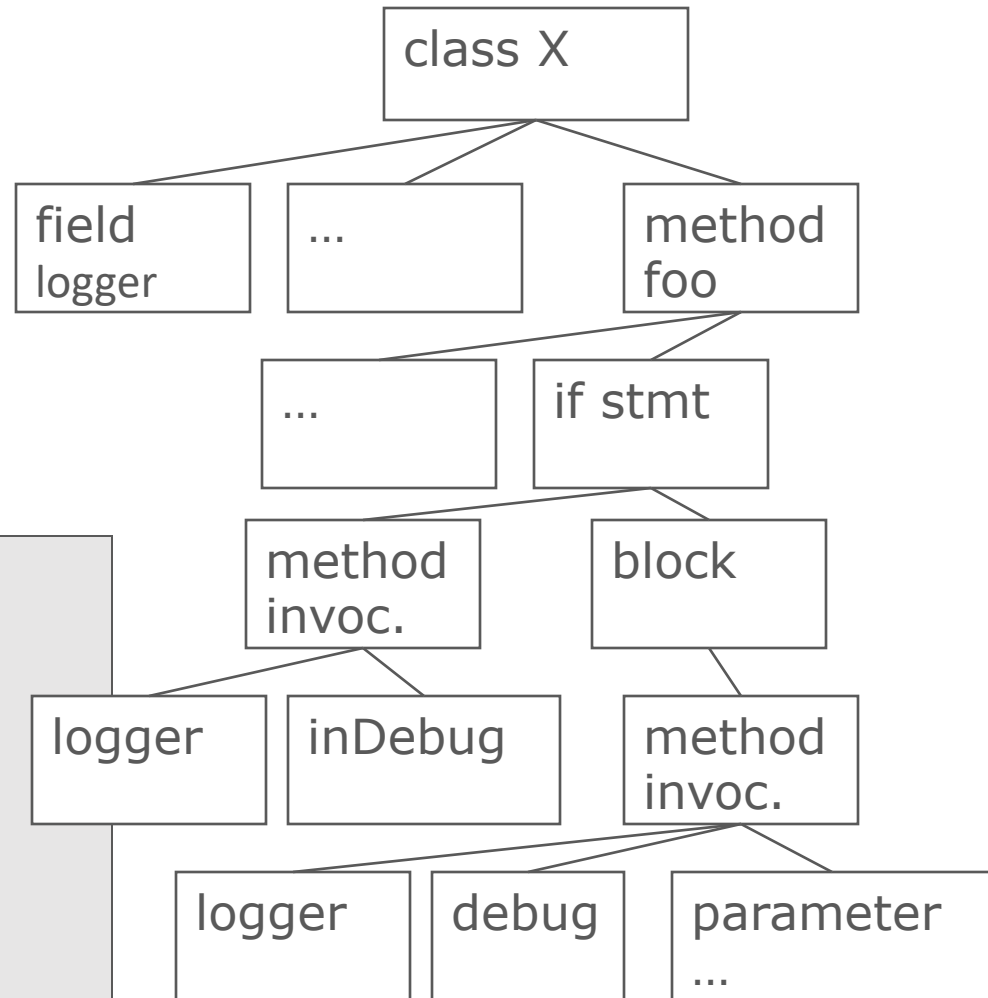 class X
field
logger
...
method
foo
...
if stmt
method
invoc.
block
logger
inDebug
method
invoc.
logger
debug
parameter
...